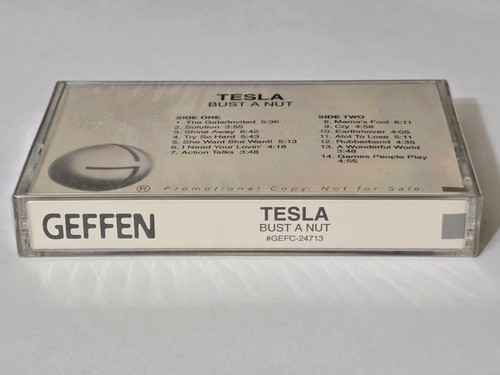 TESLA
BUST A NUT
SIDE ONE
1. The Gate/Invited 5:36
2. Solution 3:55
3. Shine Away 6:42
4. Try So Hard 5:43
5. She Want She Want! 5:13
6. I Need Your Lovin' 4:18
7. Action Talks 3:48
SIDE TWO
8. Mama's Fool 6:11
9. Cry 4:58
10. Earthmover 4:05
11. Alot To Lose 5:11
12. Rubberband 4:35
13. A Wonderful World
3:48
14. Games People Play
4:55
G
® Promotional Copy Not for Sale
GEFFEN
TESLA
BUST A NUT
#GEFC-24713